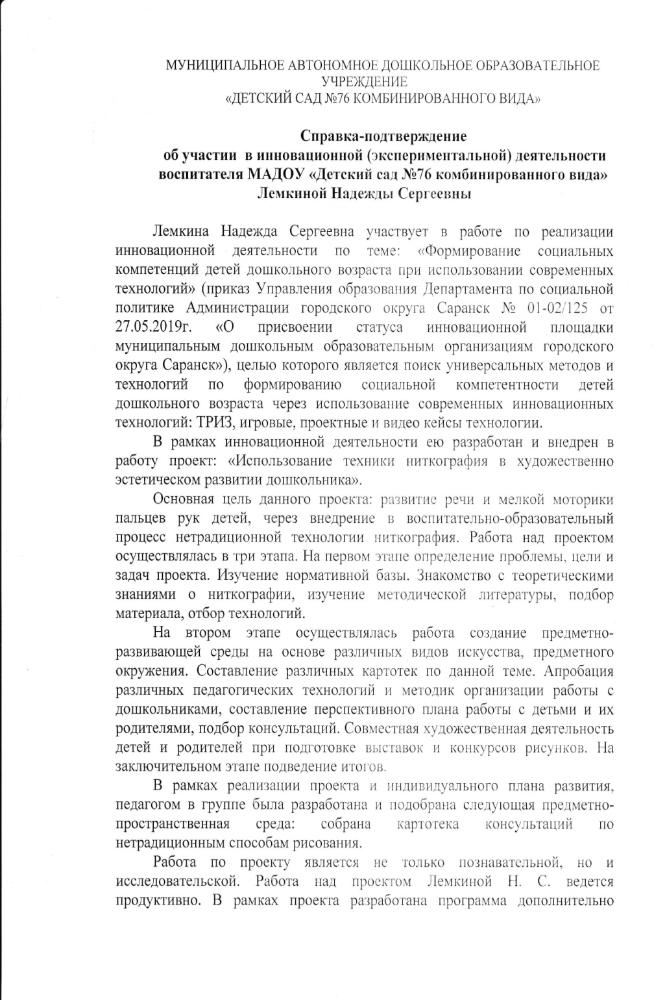 МУНИЦИПАЛЬНОЕ АВТОНОМНОЕ ДОШКОЛЬНОЕ ОБРАЗОВАТЕЛЬНОЕ
УЧРЕЖДЕНИЕ
«ДЕТСКИЙ САД №76 КОМБИНИРОВАННОГО ВИДА»
Справка-подтверждение
об участии в инновационной (экспериментальной) деятельности
воспитателя МАДОУ «Детский сад №76 комбинированного вида»
Лемкиной Надежды Сергеевны
Лемкина Надежда Сергеевна участвует в работе по реализации
инновационной деятельности по теме: «Формирование социальных
компетенций детей дошкольного возраста при использовании современных
технологий» (приказ Управления образования Департамента по социальной
политике Администрации городского округа Саранск № 01-02/125 от
27.05.2019г. «О присвоении статуса инновационной площадки
муниципальным дошкольным образовательным организациям городского
округа Саранск»), целью которого является поиск универсальных методов и
технологий по формированию социальной компетентности детей
дошкольного возраста через использование современных инновационных
технологий: ТРИЗ, игровые, проектные и видео кейсы технологии.
В рамках инновационной деятельности ею разработан и внедрен в
работу проект: «Использование техники ниткография в художественно
эстетическом развитии дошкольника».
Основная цель данного проекта: развитие речи и мелкой моторики
пальцев рук детей, через внедрение в воспитательно-образовательный
процесс нетрадиционной технологии ниткография. Работа над проектом
осуществлялась в три этапа. На первом этапе определение проблемы, цели и
задач проекта. Изучение нормативной базы. Знакомство с теоретическими
знаниями о ниткографии, изучение методической литературы, подбор
материала, отбор технологий.
На втором этапе осуществлялась работа создание предметно-
развивающей среды на основе различных видов искусства, предметного
окружения. Составление различных картотек по данной теме. Апробация
различных педагогических технологий и методик организации работы с
дошкольниками, составление перспективного плана работы с детьми и их
родителями, подбор консультаций. Совместная художественная деятельность
детей и родителей при подготовке выставок и конкурсов рисунков. На
заключительном этапе подведение итогов.
В рамках реализации проекта и индивидуального плана развития,
педагогом в группе была разработана и подобрана следующая предметно-
пространственная среда: собрана картотека консультаций по
нетрадиционным способам рисования.
Работа по проекту является не только познавательной, но и
исследовательской. Работа над проектом Лемкиной Н. С. ведется
продуктивно. В рамках проекта разработана программа дополнительно